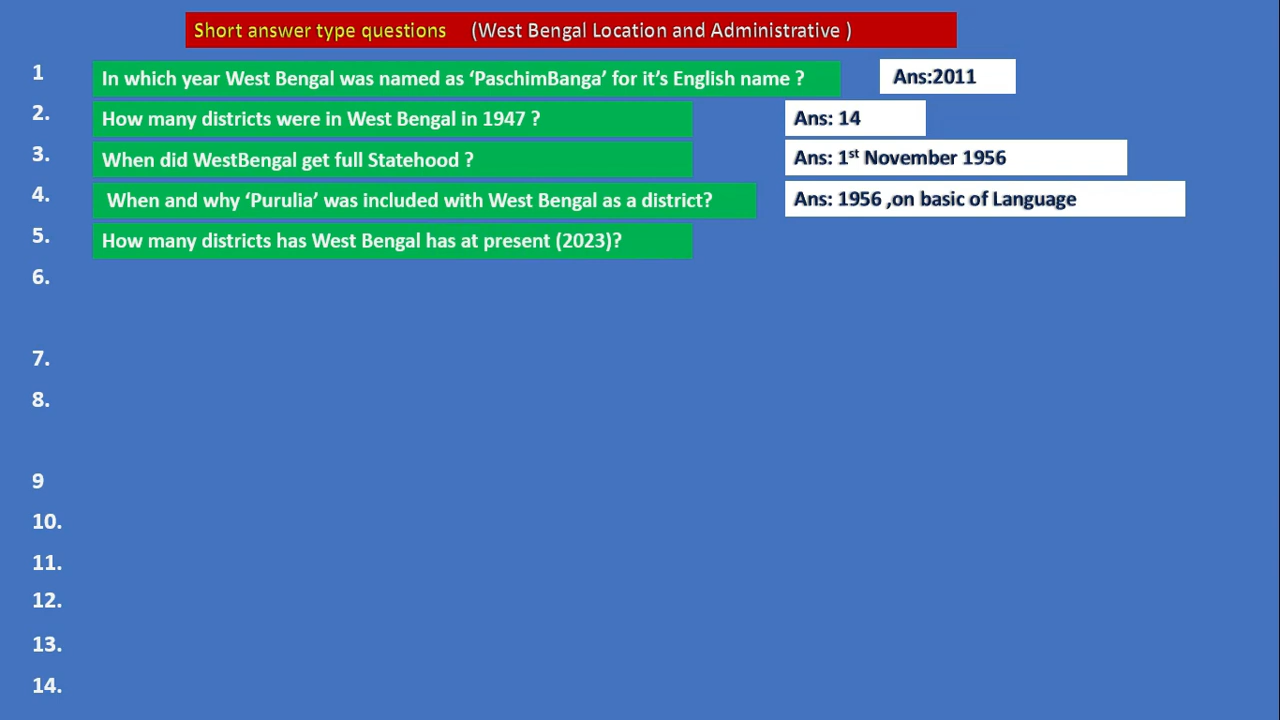 Short answer type questions (West Bengal Location and Administrative )
1 In which year West Bengal was named as ‘PaschimBanga’ for it’s English name ? Ans:2011
2. How many districts were in West Bengal in 1947 ? Ans: 14
3. When did WestBengal get full Statehood ? Ans: 1st November 1956
4. When and why ‘Purulia’ was included with West Bengal as a district? Ans: 1956 ,on basic of Language
5. How many districts has West Bengal has at present (2023)?
6.
7.
8.
9
10.
11.
12.
13.
14.